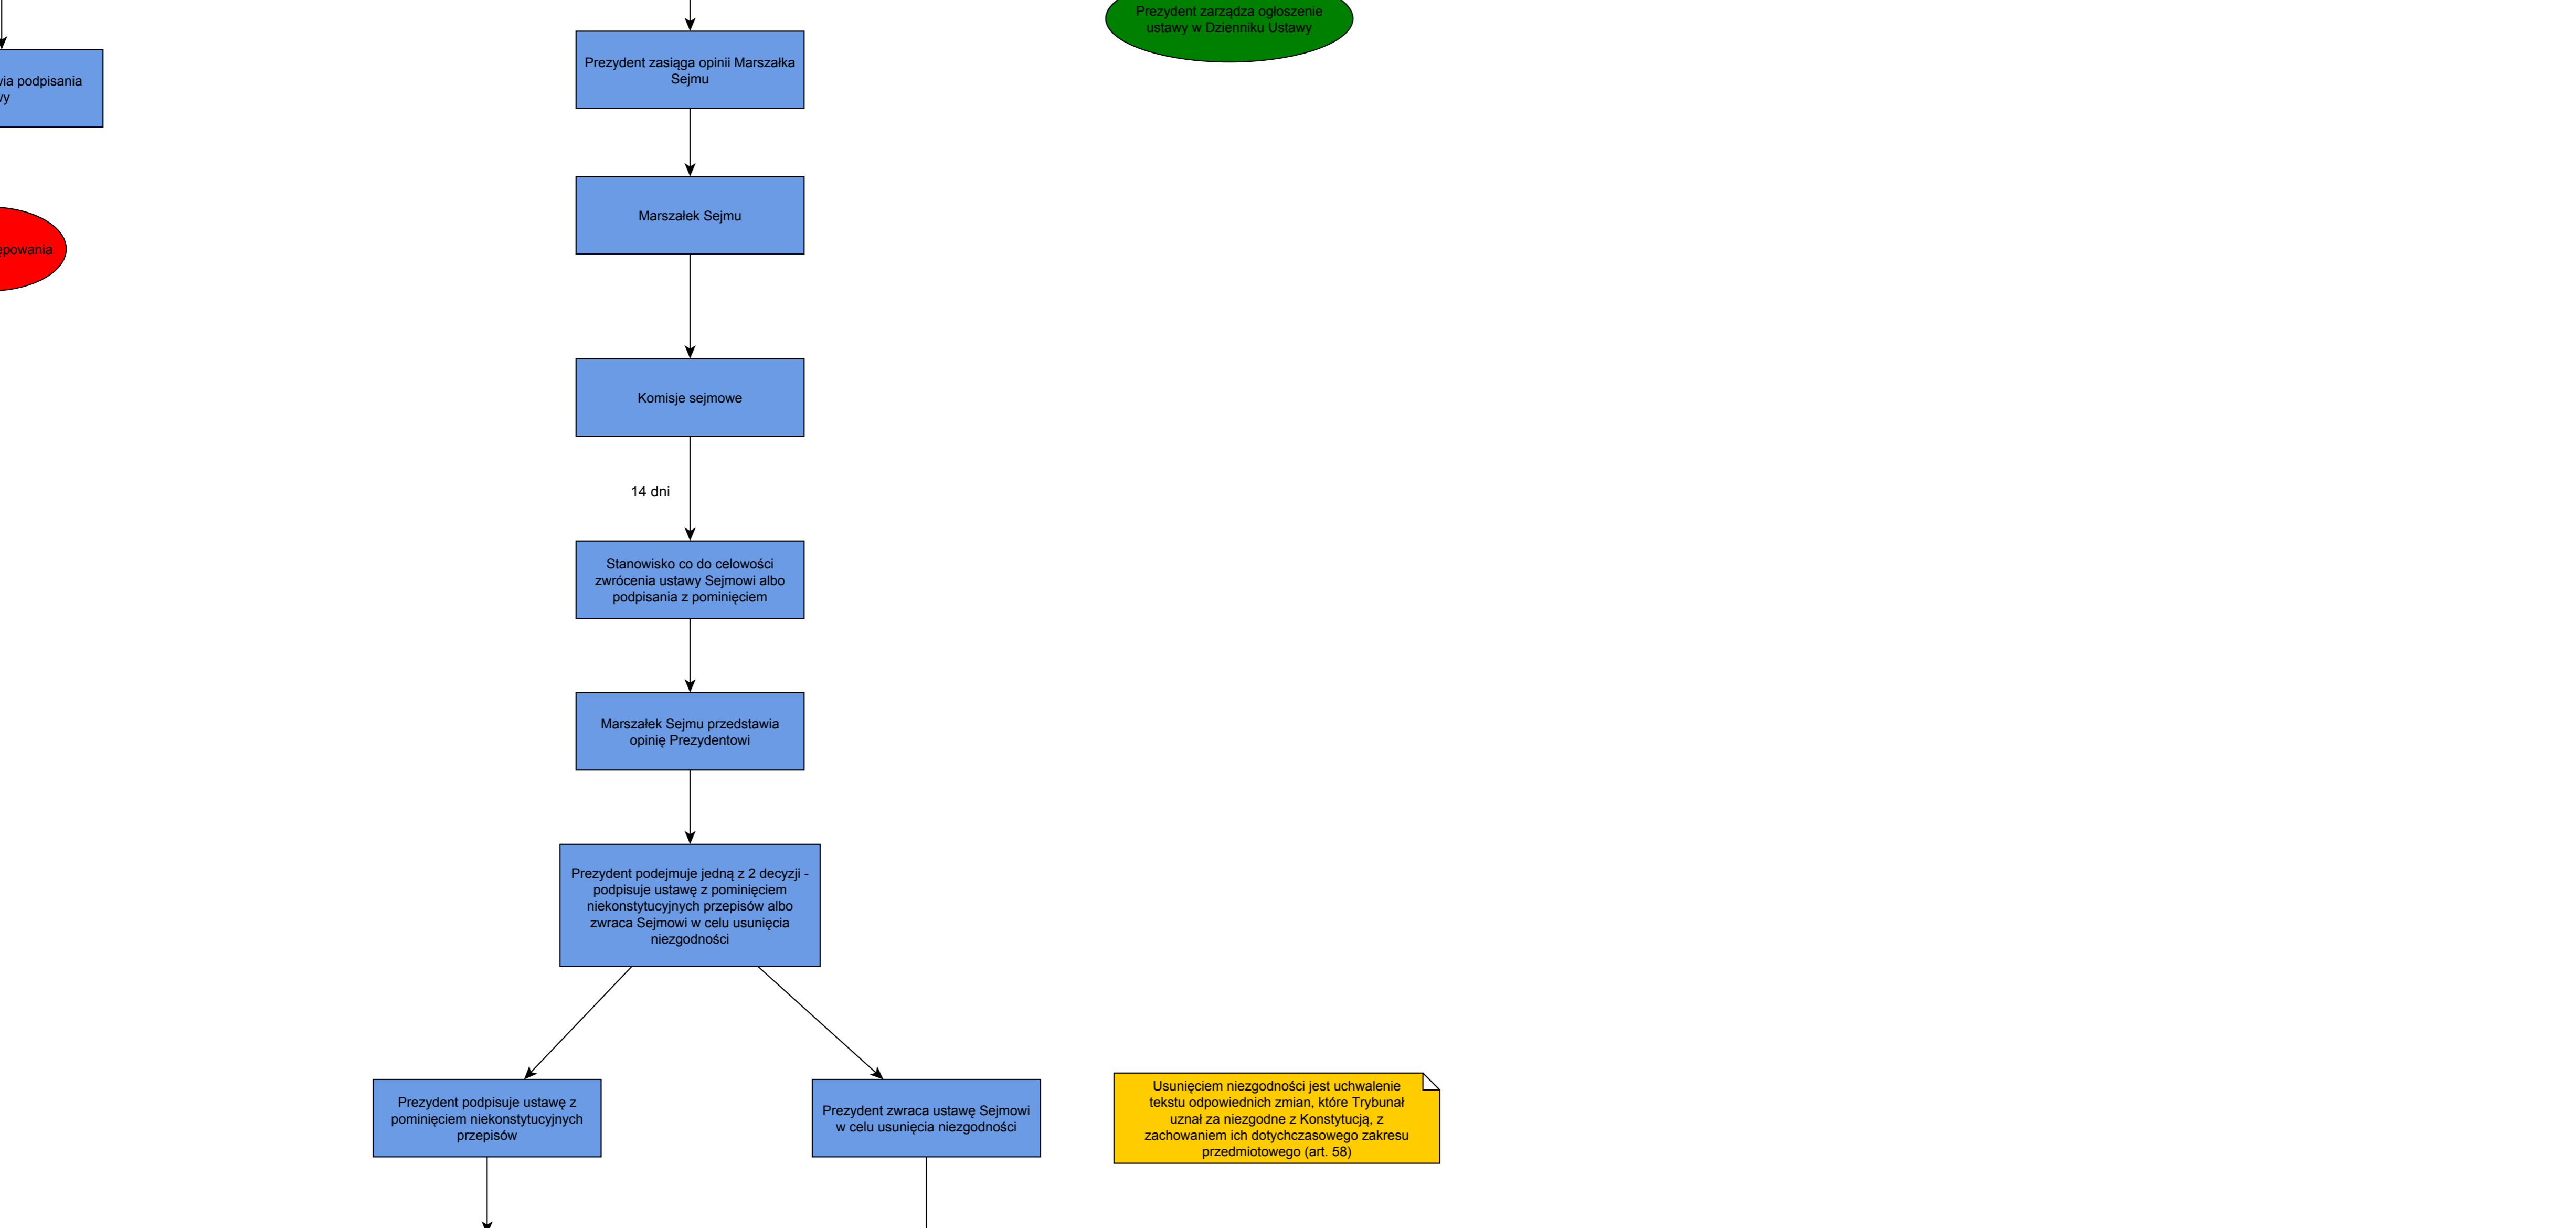 Prezydent zarządza ogłoszenie
ustawy w Dzienniku Ustawy
Prezydent zasiąga opinii Marszałka
Sejmu
podpisania
Marszałek Sejmu
Komisje sejmowe
14 dni
Stanowisko co do celowości
zwrócenia ustawy Sejmowi albo
podpisania z pominięciem
Marszałek Sejmu przedstawia
opinię Prezydentowi
Prezydent podejmuje jedną z 2 decyzji -
podpisuje ustawę z pominięciem
niekonstytucyjnych przepisów albo
zwraca Sejmowi w celu usunięcia
niezgodności
Prezydent podpisuje ustawę z
pominięciem niekonstytucyjnych
przepisów
Prezydent zwraca ustawę Sejmowi
w celu usunięcia niezgodności
Usunięciem niezgodności jest uchwalenie
tekstu odpowiednich zmian, które Trybunał
uznał za niezgodne z Konstytucją, z
zachowaniem ich dotychczasowego zakresu
przedmiotowego (art. 58)